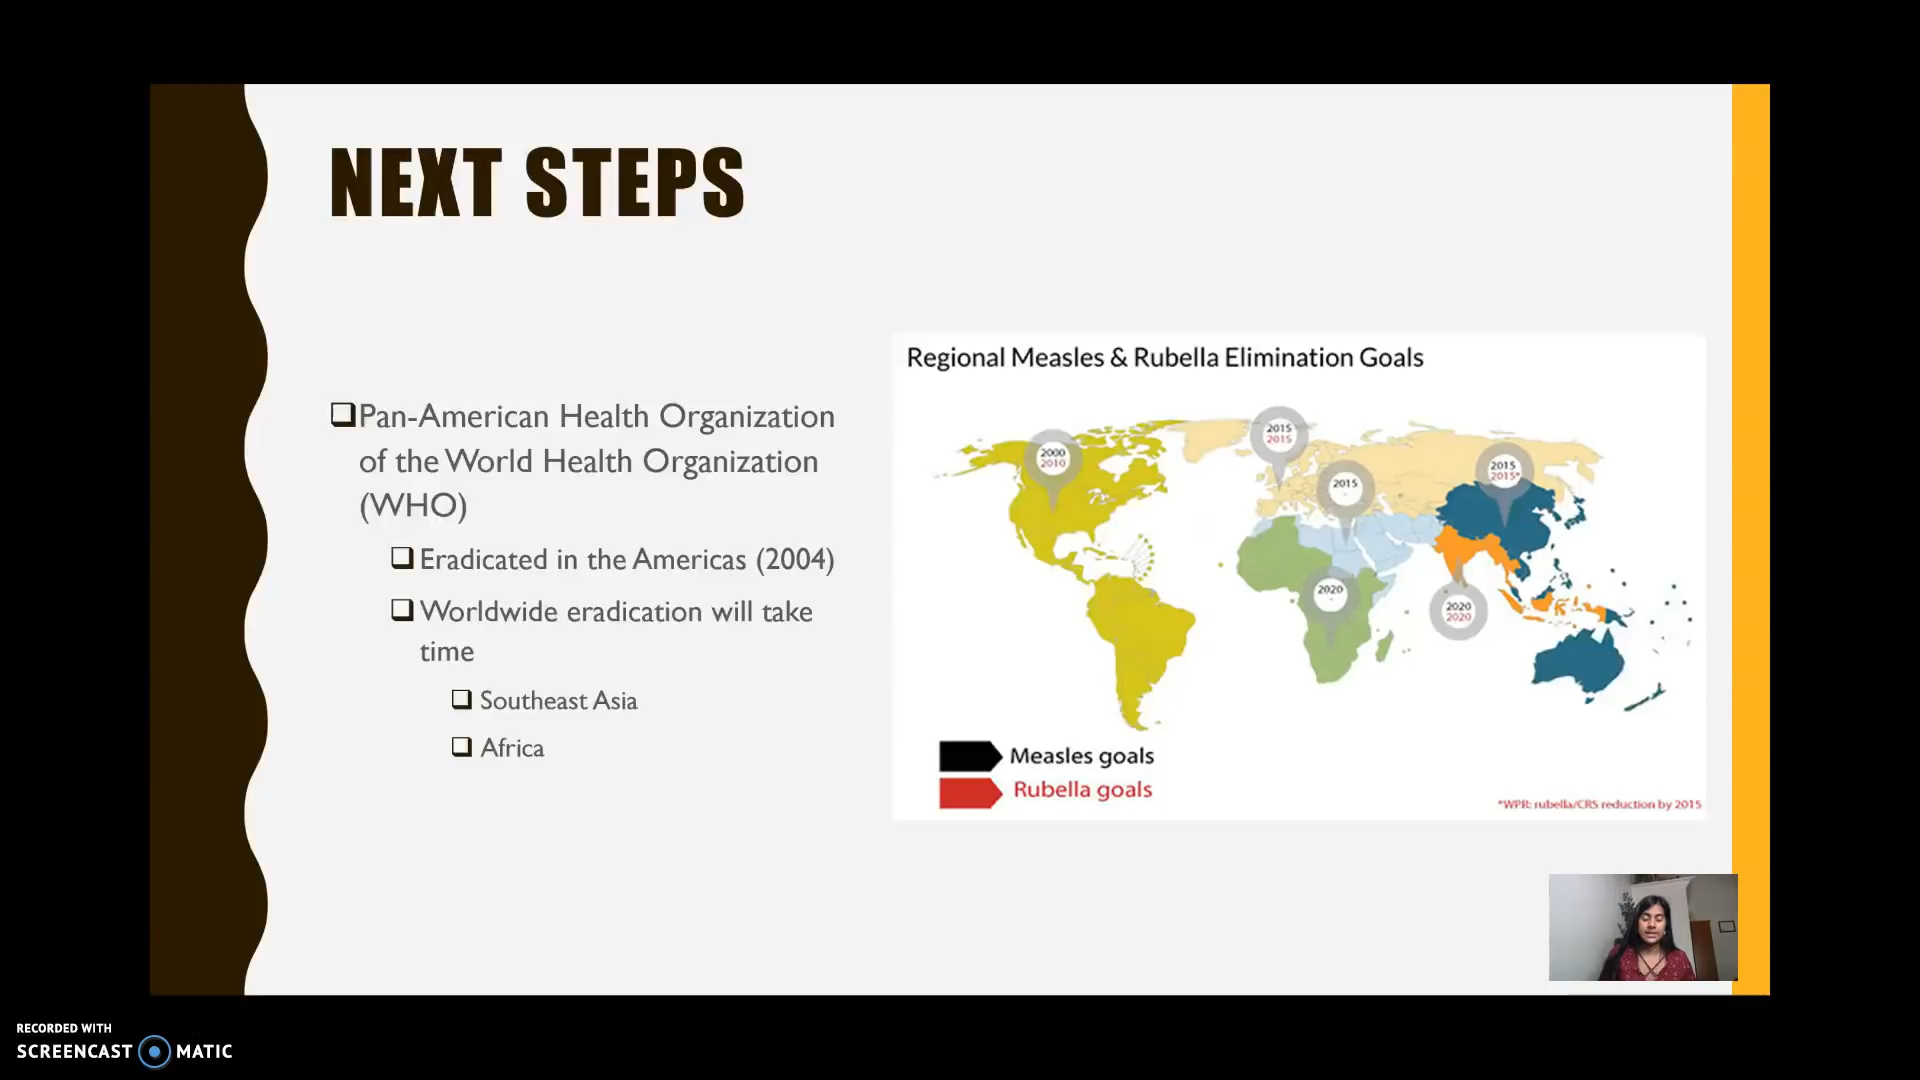 NEXT STEPS
Pan-American Health Organization
of the World Health Organization
(WHO)
Eradicated in the Americas (2004)
Worldwide eradication will take
time
Southeast Asia
Africa
Regional Measles & Rubella Elimination Goals
2000
2010
2015
2015
2015
-
2015
2015*
2020
-
2020
2020
Measles goals
Rubella goals
*WPR: rubella/CRS reduction by 2015
RECORDED WITH
SCREENCAST MATIC